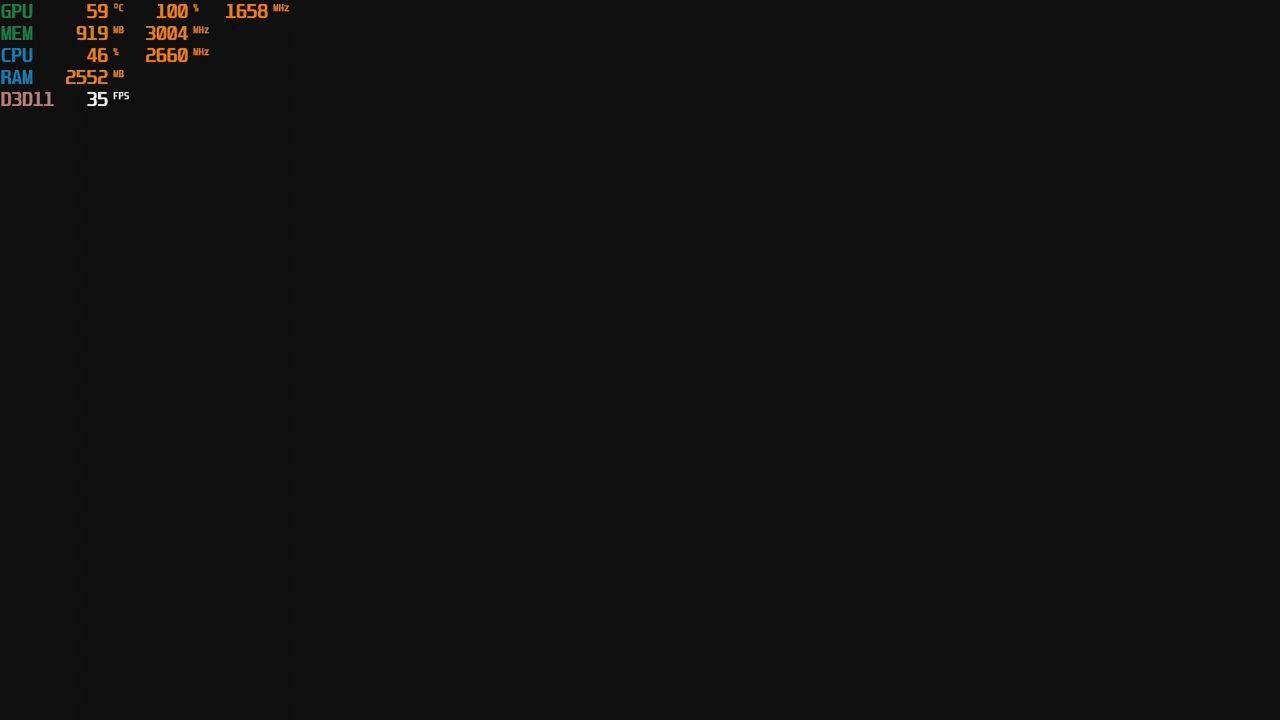 GPU 59 °C 100 % 1658 MHz
MEM 919 MB 3004 MHz
CPU 46 % 2660 MHz
RAM 2552 MB
D3D11 35 FPS